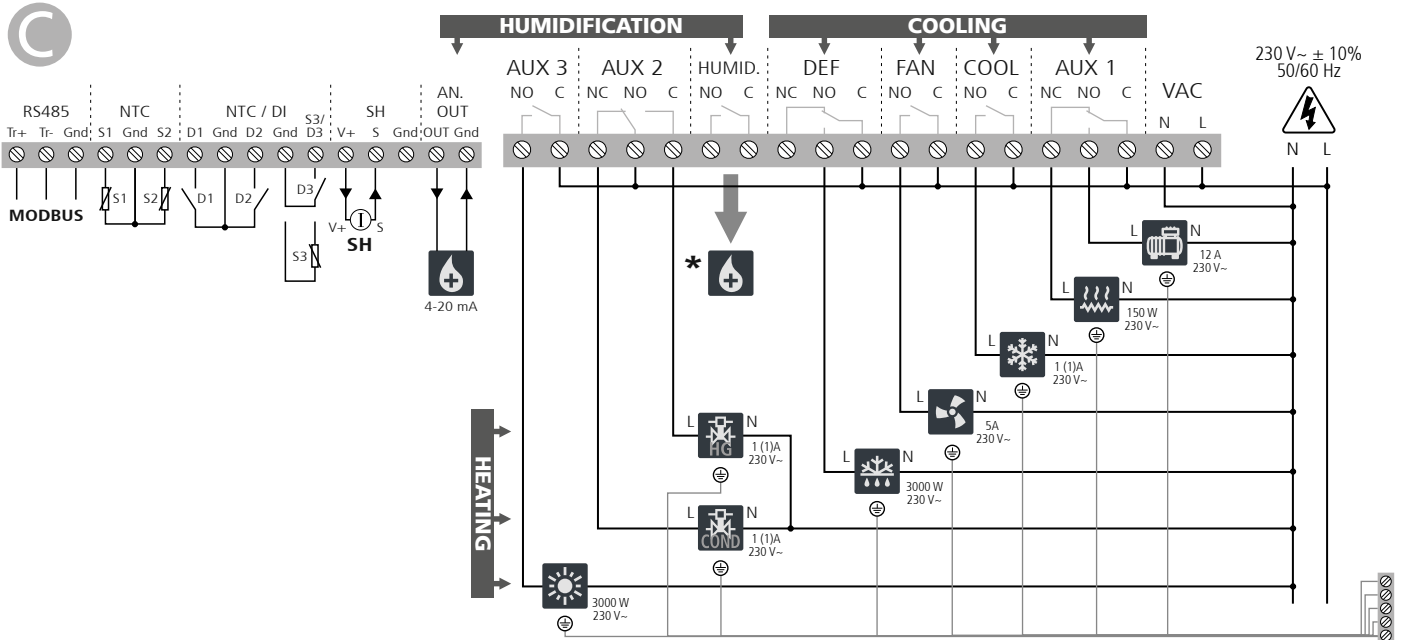 C
HUMIDIFICATION
COOLING
230 V~ ± 10%
50/60 Hz
AN. OUT
AUX 3
AUX 2
HUMID.
DEF
FAN
COOL
AUX 1
VAC
RS485
NTC
NTC / DI
S3/
D3
SH
NO C
NC NO C
NO C
NC NO C
NO C
NO C
NC NO C
N L
Tr+ Tr- Gnd
S1 Gnd S2
D1 Gnd D2 Gnd
V+ S Gnd
OUT Gnd
N L
MODBUS
S1 S2
D1 D2
D3
S3
V+ I S
SH
4-20 mA
*
L N
12 A
230 V~
L N
150 W
230 V~
L N
1 (1)A
230 V~
L N
5A
230 V~
L N
HG
1 (1)A
230 V~
L N
3000 W
230 V~
HEATING
L N
COND
1 (1)A
230 V~
3000 W
230 V~